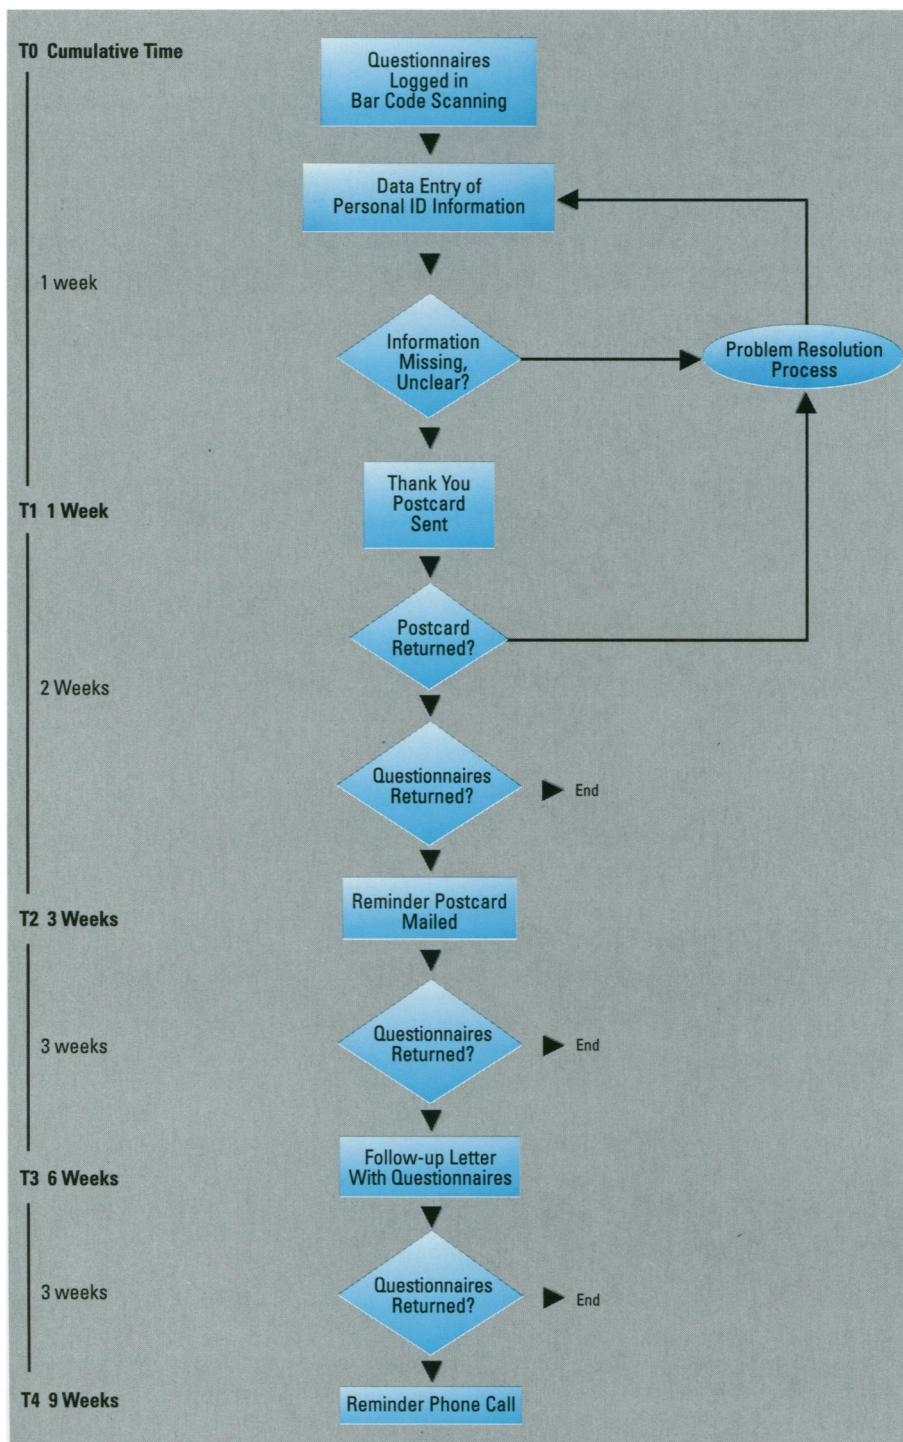 T0 Cumulative Time
Questionnaires
Logged in
Bar Code Scanning
Data Entry of
Personal ID Information
1 week
Information
Missing,
Unclear?
Problem Resolution
Process
Thank You
Postcard
Sent
T1 1 Week
Postcard
Returned?
2 Weeks
Questionnaires
Returned?
End
Reminder Postcard
Mailed
T2 3 Weeks
Questionnaires
Returned?
End
3 weeks
Follow-up Letter
With Questionnaires
T3 6 Weeks
Questionnaires
Returned?
End
3 weeks
T4 9 Weeks
Reminder Phone Call